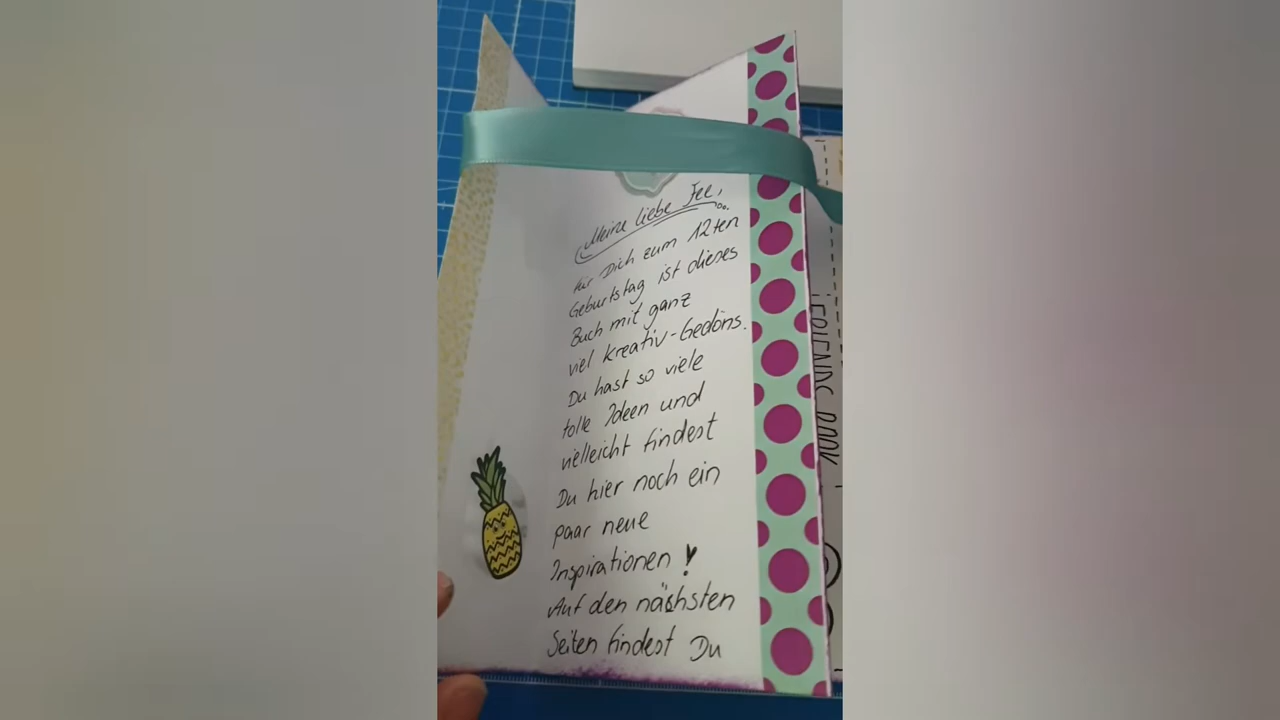 Meine liebe Fee,
für Dich zum 12ten
Geburtstag ist dieses
Buch mit ganz
viel Kreativ-Gedöns.
Du hast so viele
tolle Ideen und
vielleicht findest
Du hier noch ein
paar neue
Inspirationen!
Auf den nächsten
Seiten findest Du
FRIENDS BOOK